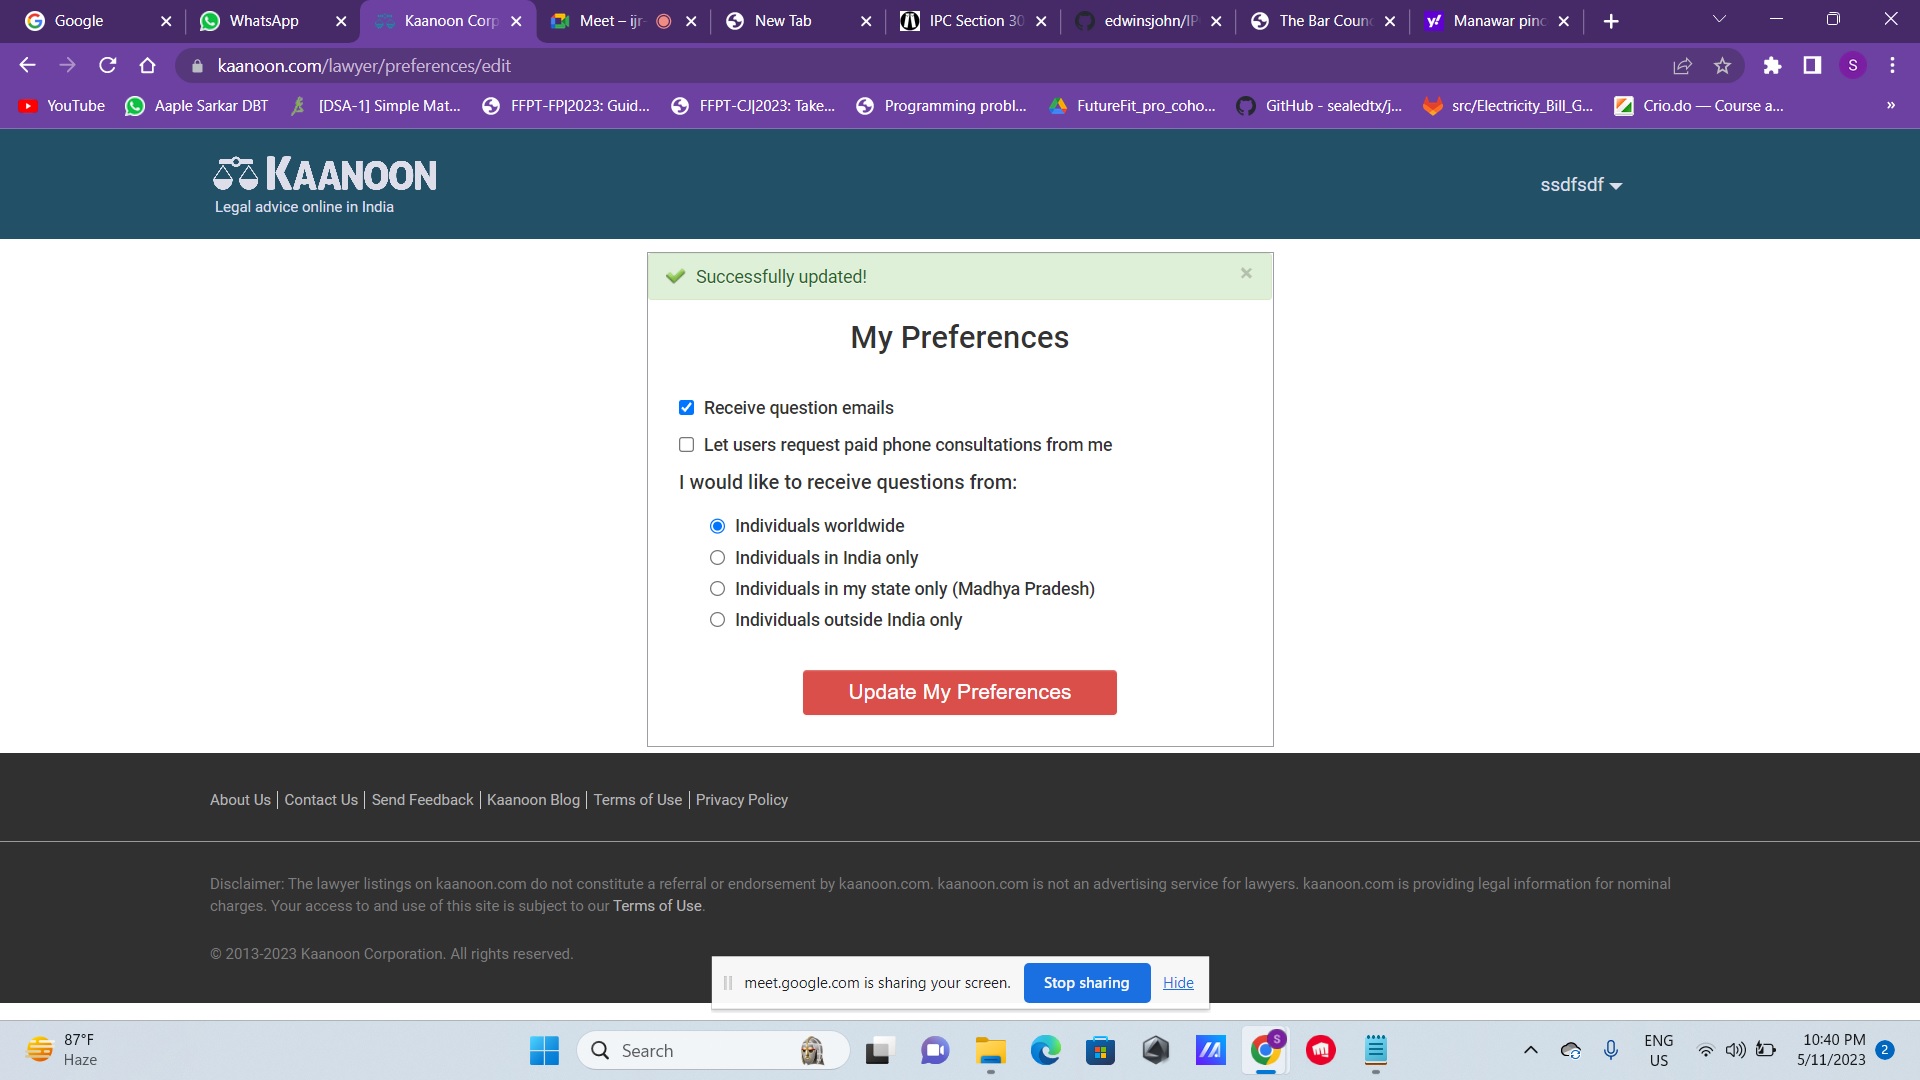 Google
WhatsApp
Kaanoon Corp
Meet – ijr-
New Tab
IPC Section 30
edwinsjohn/IP
The Bar Coun
Manawar pinc
kaanoon.com/lawyer/preferences/edit
S
YouTube
Aaple Sarkar DBT
[DSA-1] Simple Mat...
FFPT-FP|2023: Guid...
FFPT-CJ|2023: Take...
Programming probl...
FutureFit_pro_coho...
GitHub - sealedtx/j...
src/Electricity_Bill_G...
Crio.do — Course a...
»
KAANOON
Legal advice online in India
ssdfsdf
Successfully updated!
×
My Preferences
Receive question emails
Let users request paid phone consultations from me
I would like to receive questions from:
Individuals worldwide
Individuals in India only
Individuals in my state only (Madhya Pradesh)
Individuals outside India only
Update My Preferences
About Us | Contact Us | Send Feedback | Kaanoon Blog | Terms of Use | Privacy Policy
Disclaimer: The lawyer listings on kaanoon.com do not constitute a referral or endorsement by kaanoon.com. kaanoon.com is not an advertising service for lawyers. kaanoon.com is providing legal information for nominal
charges. Your access to and use of this site is subject to our Terms of Use.
© 2013-2023 Kaanoon Corporation. All rights reserved.
meet.google.com is sharing your screen.
Stop sharing
Hide
87°F
Haze
Search
S
ENG
US
10:40 PM
5/11/2023
2